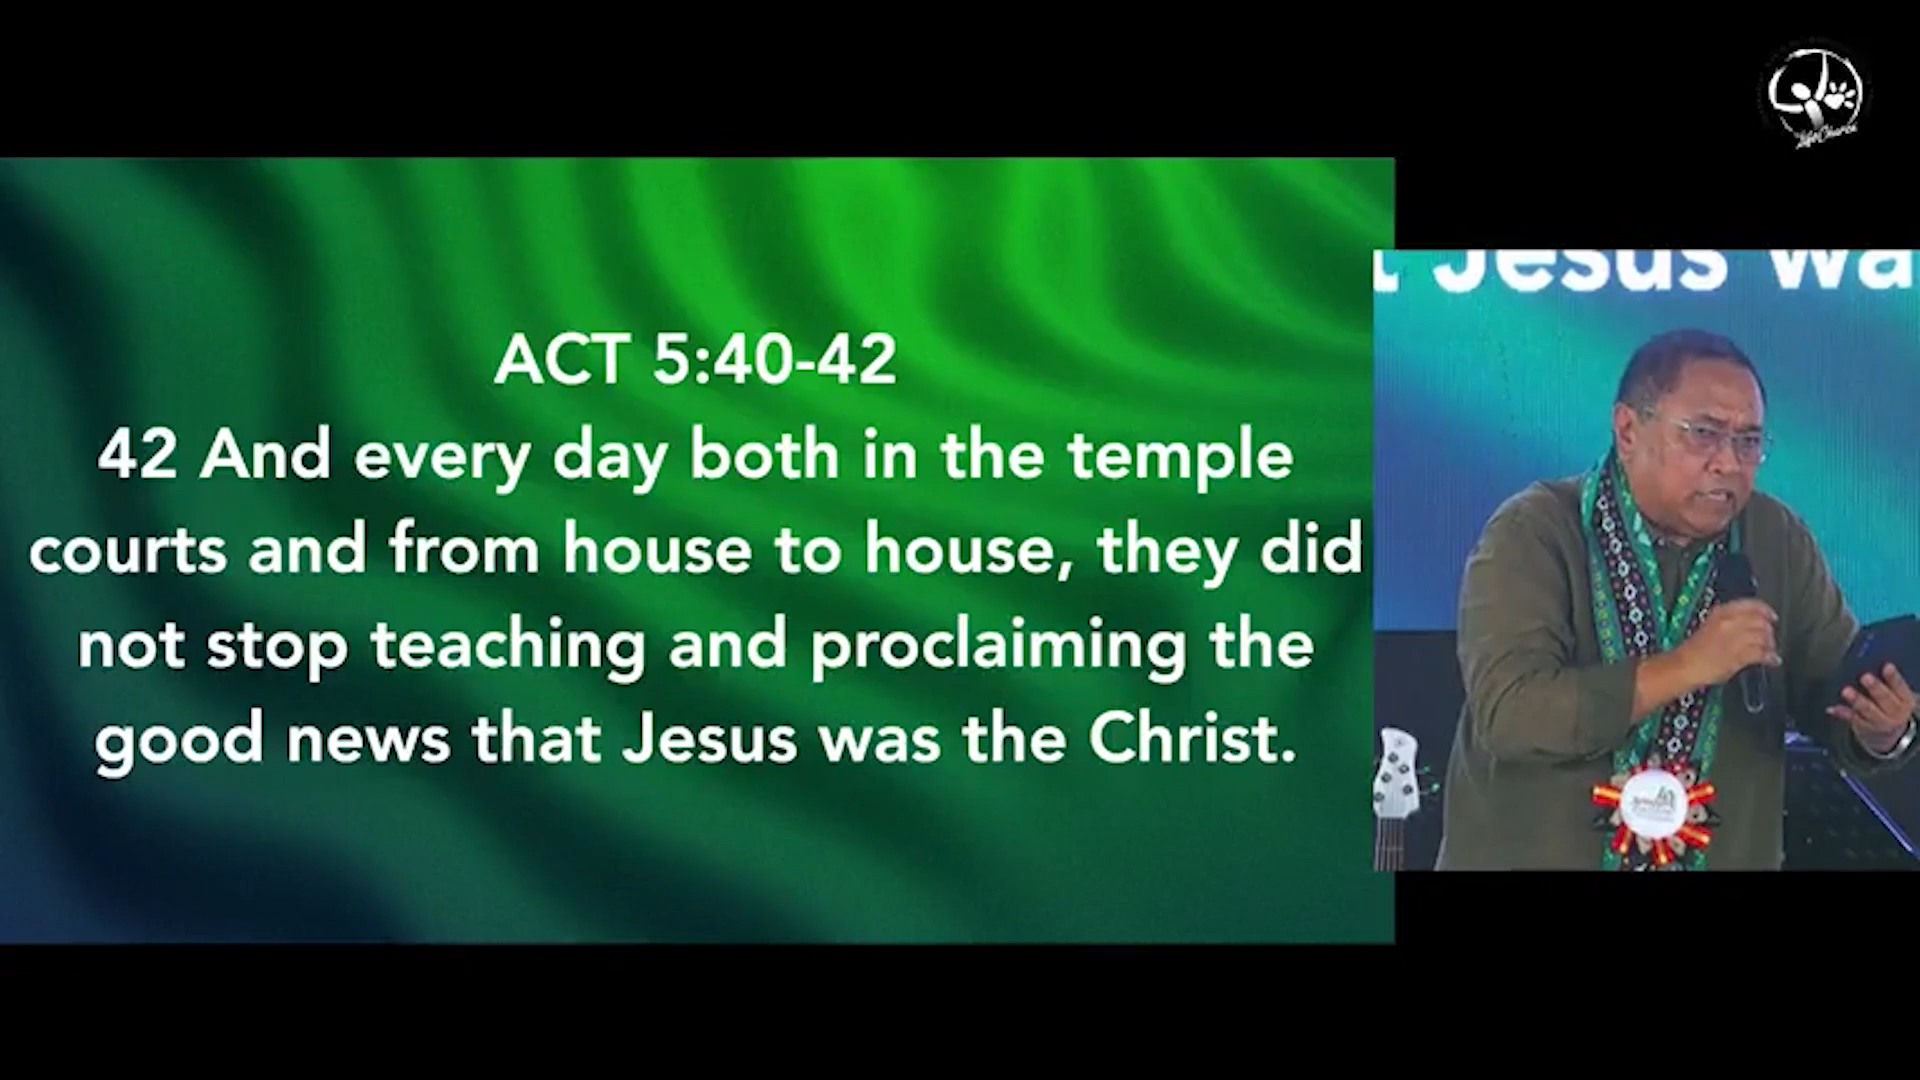 ACT 5:40-42
42 And every day both in the temple
courts and from house to house, they did
not stop teaching and proclaiming the
good news that Jesus was the Christ.
Jesus wa